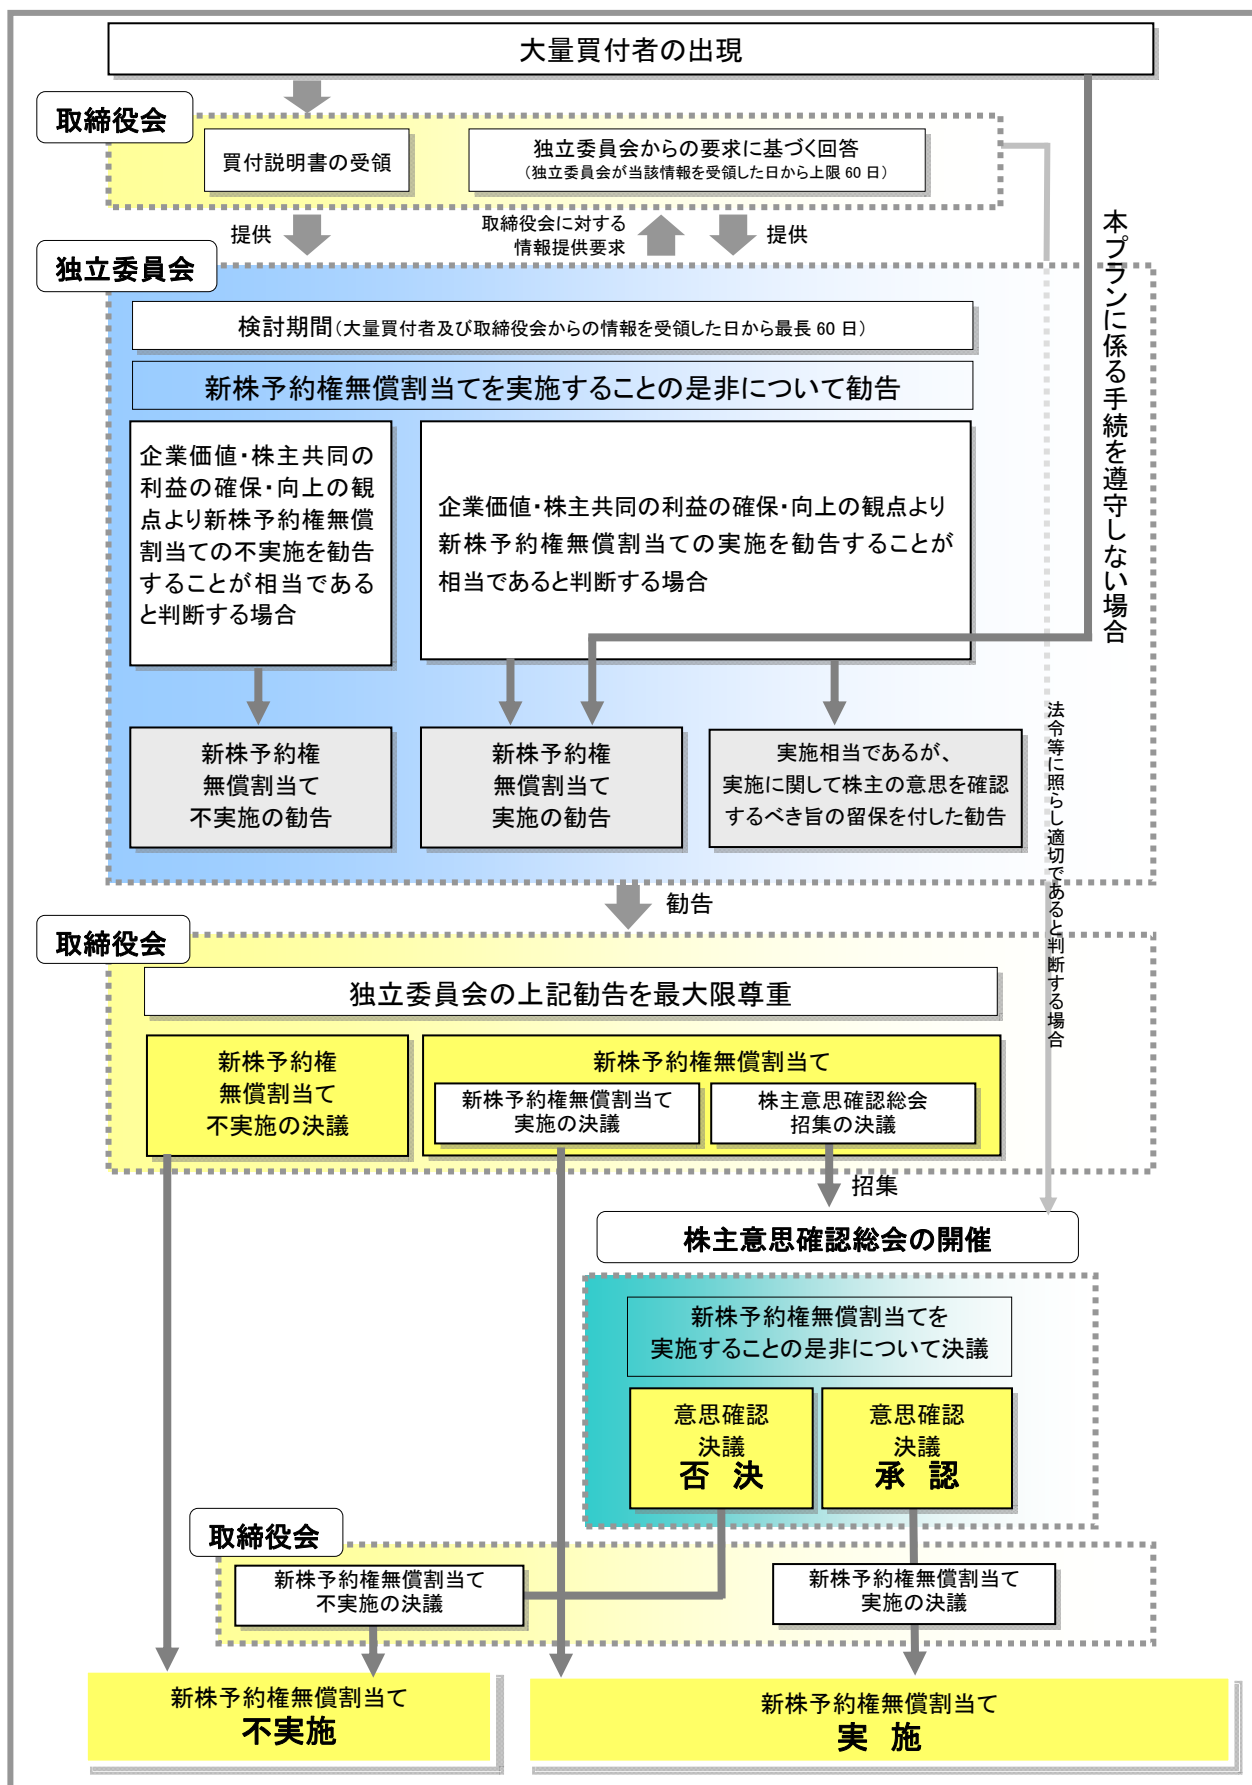 大量買付者の出現
取締役会
買付説明書の受領
独立委員会からの要求に基づく回答
（独立委員会が当該情報を受領した日から上限 60 日）
提供
取締役会に対する
情報提供要求
提供
本プランに係る手続を遵守しない場合
独立委員会
検討期間（大量買付者及び取締役会からの情報を受領した日から最長 60 日）
新株予約権無償割当てを実施することの是非について勧告
企業価値・株主共同の
利益の確保・向上の観
点より新株予約権無償
割当ての不実施を勧告
することが相当である
と判断する場合
企業価値・株主共同の利益の確保・向上の観点より
新株予約権無償割当ての実施を勧告することが
相当であると判断する場合
新株予約権
無償割当て
不実施の勧告
新株予約権
無償割当て
実施の勧告
実施相当であるが、
実施に関して株主の意思を確認
するべき旨の留保を付した勧告
法令等に照らし適切であると判断する場合
勧告
取締役会
独立委員会の上記勧告を最大限尊重
新株予約権
無償割当て
不実施の決議
新株予約権無償割当て
新株予約権無償割当て
実施の決議
株主意思確認総会
招集の決議
招集
株主意思確認総会の開催
新株予約権無償割当てを
実施することの是非について決議
意思確認
決議
否 決
意思確認
決議
承 認
取締役会
新株予約権無償割当て
不実施の決議
新株予約権無償割当て
実施の決議
新株予約権無償割当て
不実施
新株予約権無償割当て
実 施